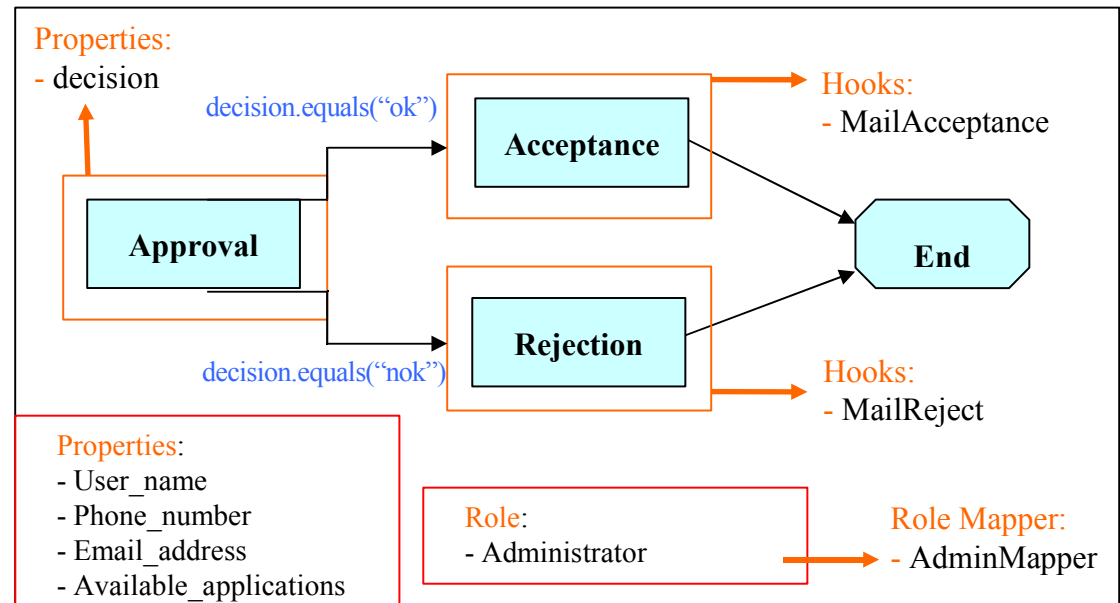 Properties:
- decision
decision.equals(“ok”)
Acceptance
Hooks:
- MailAcceptance
Approval
End
Rejection
decision.equals(“nok”)
Hooks:
- MailReject
Properties:
- User_name
- Phone_number
- Email_address
- Available_applications
Role:
- Administrator
Role Mapper:
- AdminMapper